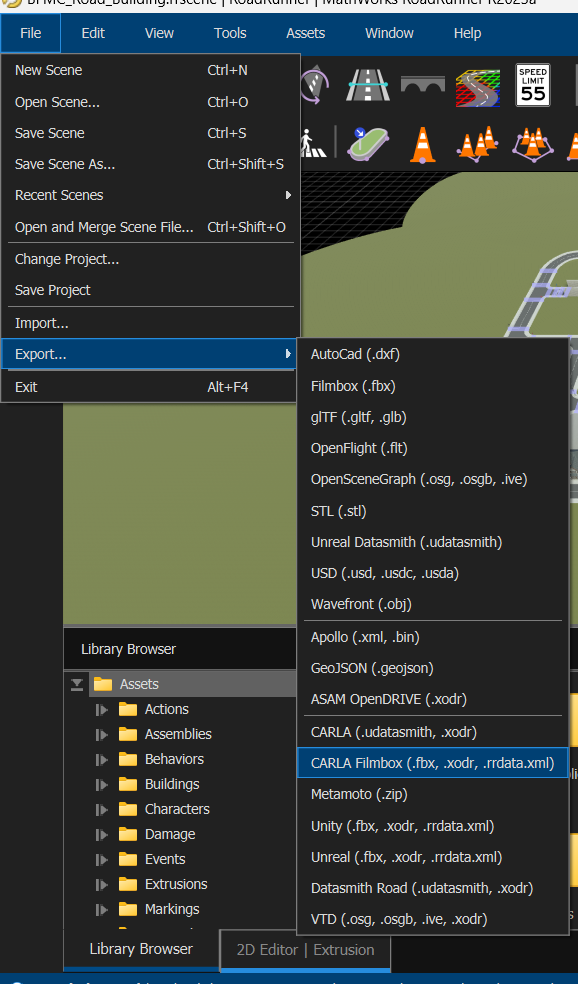 BFMC_Road_Building.rrscene | RoadRunner | MathWorks RoadRunner R2025a
File Edit View Tools Assets Window Help
New Scene Ctrl+N
Open Scene... Ctrl+O
Save Scene Ctrl+S
Save Scene As... Ctrl+Shift+S
Recent Scenes
Open and Merge Scene File... Ctrl+Shift+O
Change Project...
Save Project
Import...
Export...
Exit Alt+F4
SPEED
LIMIT
55
AutoCad (.dxf)
Filmbox (.fbx)
glTF (.gltf, .glb)
OpenFlight (.flt)
OpenSceneGraph (.osg, .osgb, .ive)
STL (.stl)
Unreal Datasmith (.udatasmith)
USD (.usd, .usdc, .usda)
Wavefront (.obj)
Apollo (.xml, .bin)
GeoJSON (.geojson)
ASAM OpenDRIVE (.xodr)
CARLA (.udatasmith, .xodr)
CARLA Filmbox (.fbx, .xodr, .rrdata.xml)
Metamoto (.zip)
Unity (.fbx, .xodr, .rrdata.xml)
Unreal (.fbx, .xodr, .rrdata.xml)
Datasmith Road (.udatasmith, .xodr)
VTD (.osg, .osgb, .ive, .xodr)
Library Browser
Assets
Actions
Assemblies
Behaviors
Buildings
Characters
Damage
Events
Extrusions
Markings
Library Browser
2D Editor | Extrusion